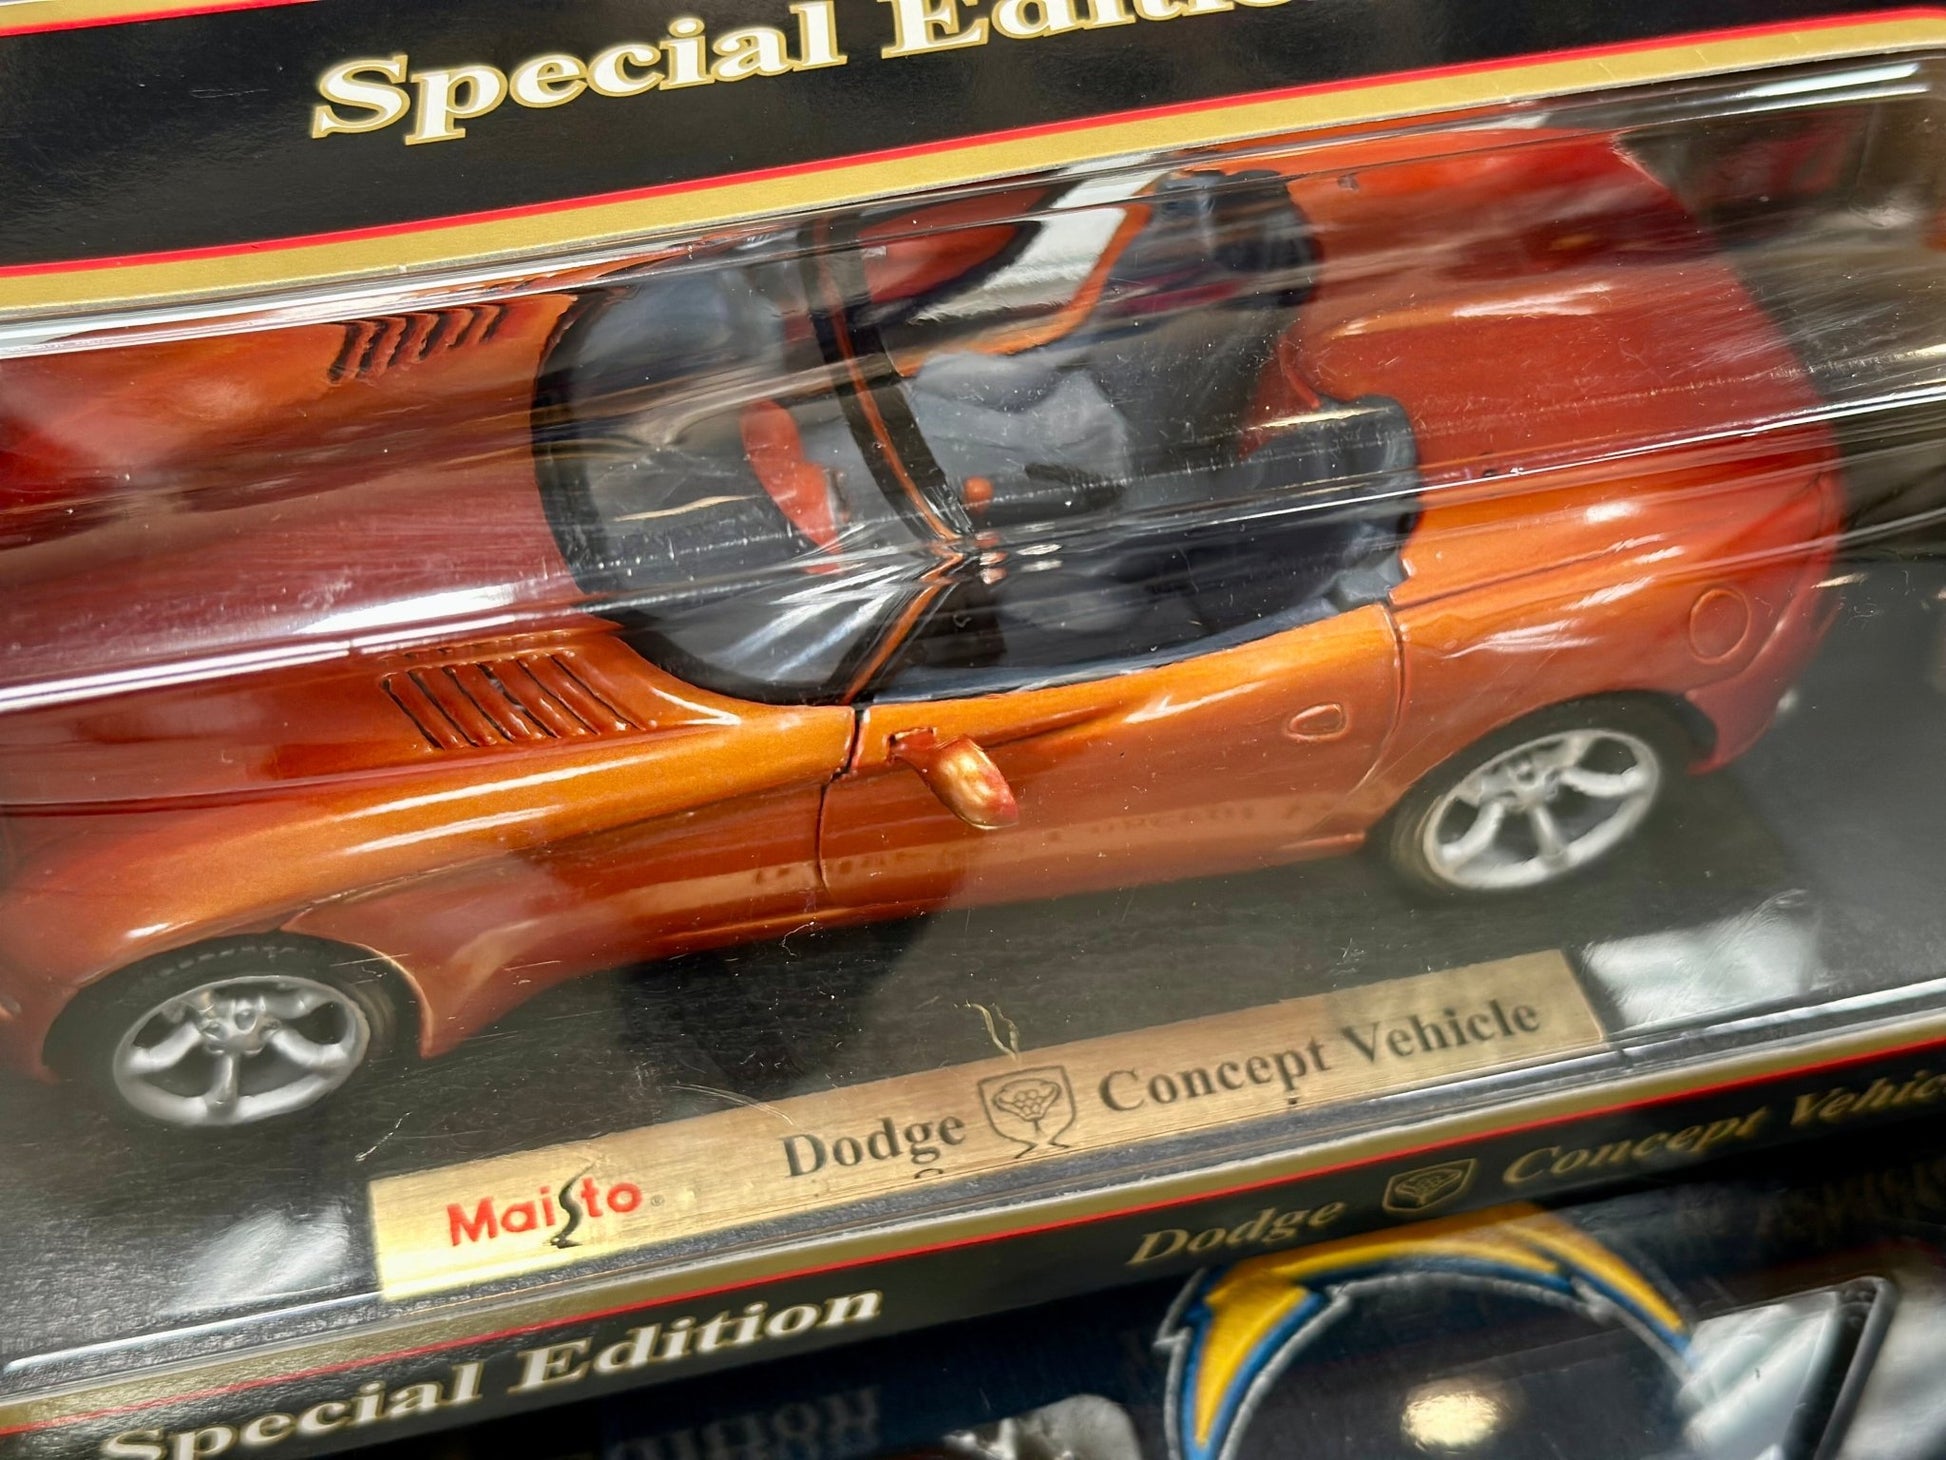 Special Edition
Maisto®
Dodge Concept Vehicle
Dodge Concept Vehic
Special Edition